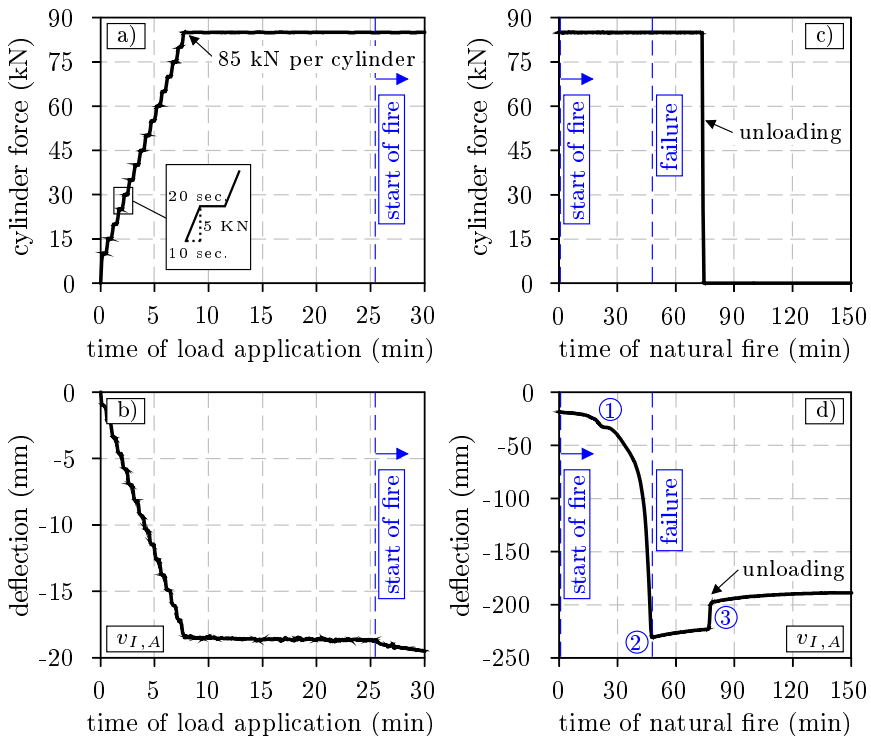 90
75
60
45
30
15
0
cylinder force (kN)
a)
85 kN per cylinder
start of fire
20 sec.
5 KN
10 sec.
0 5 10 15 20 25 30
time of load application (min)
90
75
60
45
30
15
0
cylinder force (kN)
c)
start of fire
failure
unloading
0 30 60 90 120 150
time of natural fire (min)
0
-5
-10
-15
-20
deflection (mm)
b)
start of fire
v_{I,A}
0 5 10 15 20 25 30
time of load application (min)
0
-50
-100
-150
-200
-250
deflection (mm)
d)
①
start of fire
failure
unloading
③
②
v_{I,A}
0 30 60 90 120 150
time of natural fire (min)